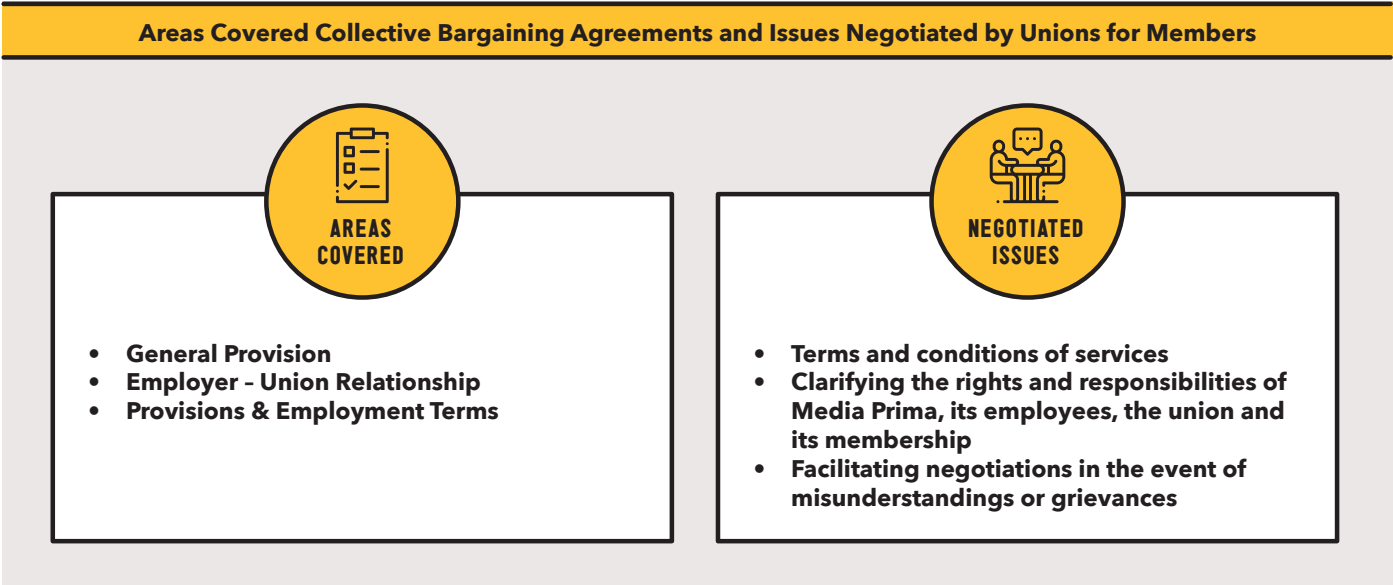 Areas Covered Collective Bargaining Agreements and Issues Negotiated by Unions for Members
AREAS
COVERED
• General Provision
• Employer – Union Relationship
• Provisions & Employment Terms
NEGOTIATED
ISSUES
• Terms and conditions of services
• Clarifying the rights and responsibilities of
Media Prima, its employees, the union and
its membership
• Facilitating negotiations in the event of
misunderstandings or grievances